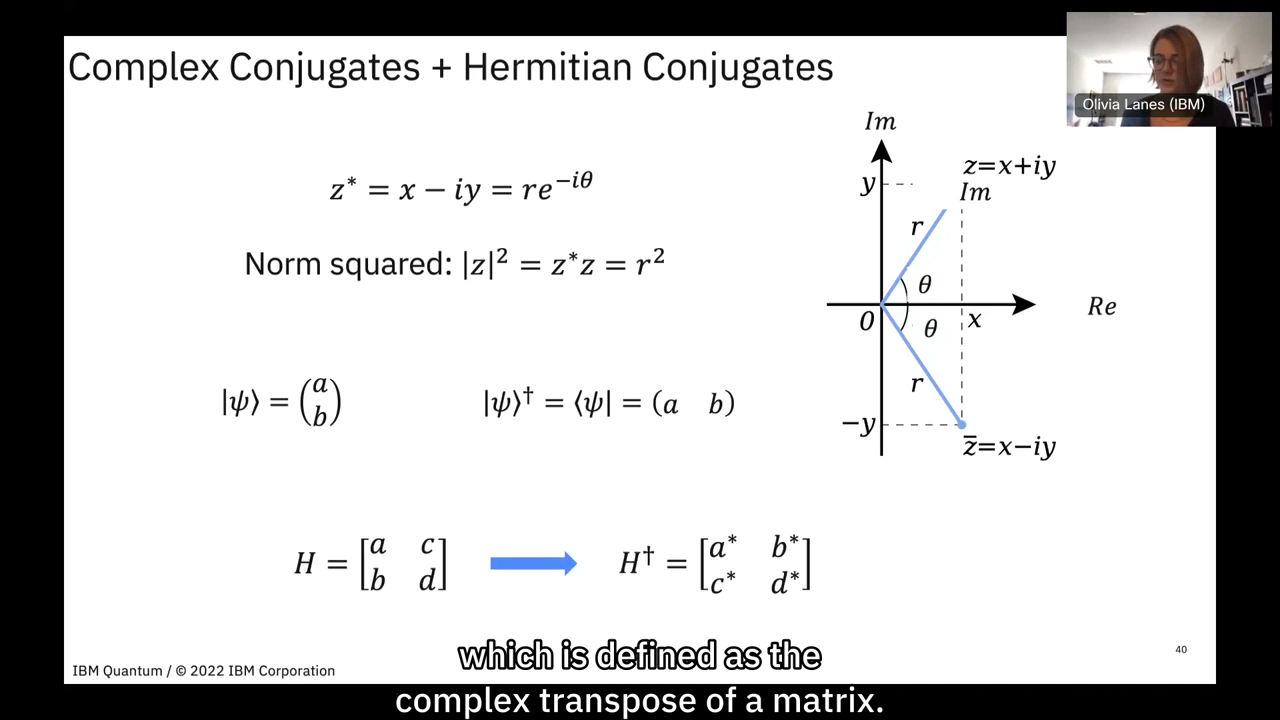 Complex Conjugates + Hermitian Conjugates
Olivia Lanes (IBM)
z* = x − iy = re^{−iθ}
Norm squared: |z|² = z*z = r²
|ψ⟩ = (a b)
|ψ⟩† = ⟨ψ| = (a b)
H = [a c
b d]
H† = [a* b*
c* d*]
Im
z=x+iy
y
Im
r
θ
0
x
Re
θ
r
−y
z̅=x−iy
which is defined as the
complex transpose of a matrix.
IBM Quantum / © 2022 IBM Corporation
40